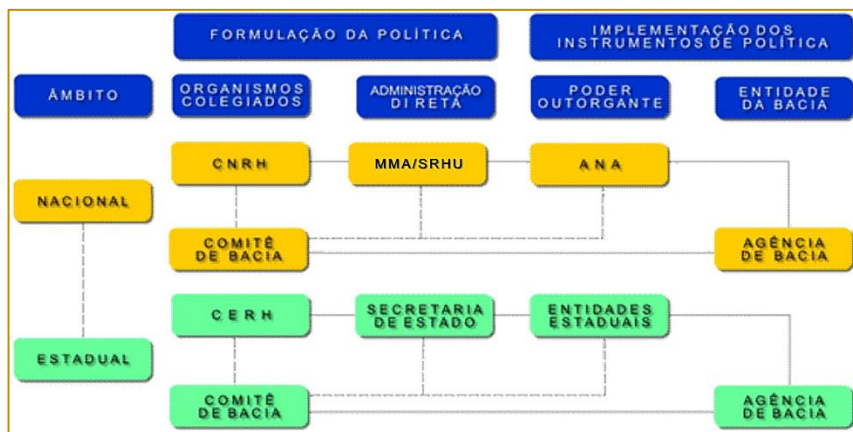 FORMULAÇÃO DA POLÍTICA
IMPLEMENTAÇÃO DOS
INSTRUMENTOS DE POLÍTICA
ÂMBITO
ORGANISMOS
COLEGIADOS
ADMINISTRAÇÃO
DIRETA
PODER
OUTORGANTE
ENTIDADE
DA BACIA
NACIONAL
CNRH
MMA/SRHU
ANA
COMITÊ
DE BACIA
AGÊNCIA
DE BACIA
ESTADUAL
CERH
SECRETARIA
DE ESTADO
ENTIDADES
ESTADUAIS
COMITÊ
DE BACIA
AGÊNCIA
DE BACIA